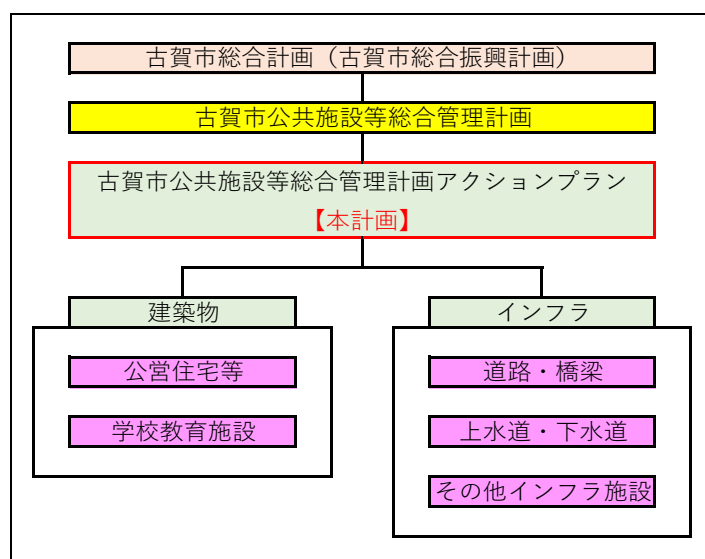 古賀市総合計画（古賀市総合振興計画）
古賀市公共施設等総合管理計画
古賀市公共施設等総合管理計画アクションプラン
【本計画】
建築物
公営住宅等
学校教育施設
インフラ
道路・橋梁
上水道・下水道
その他インフラ施設